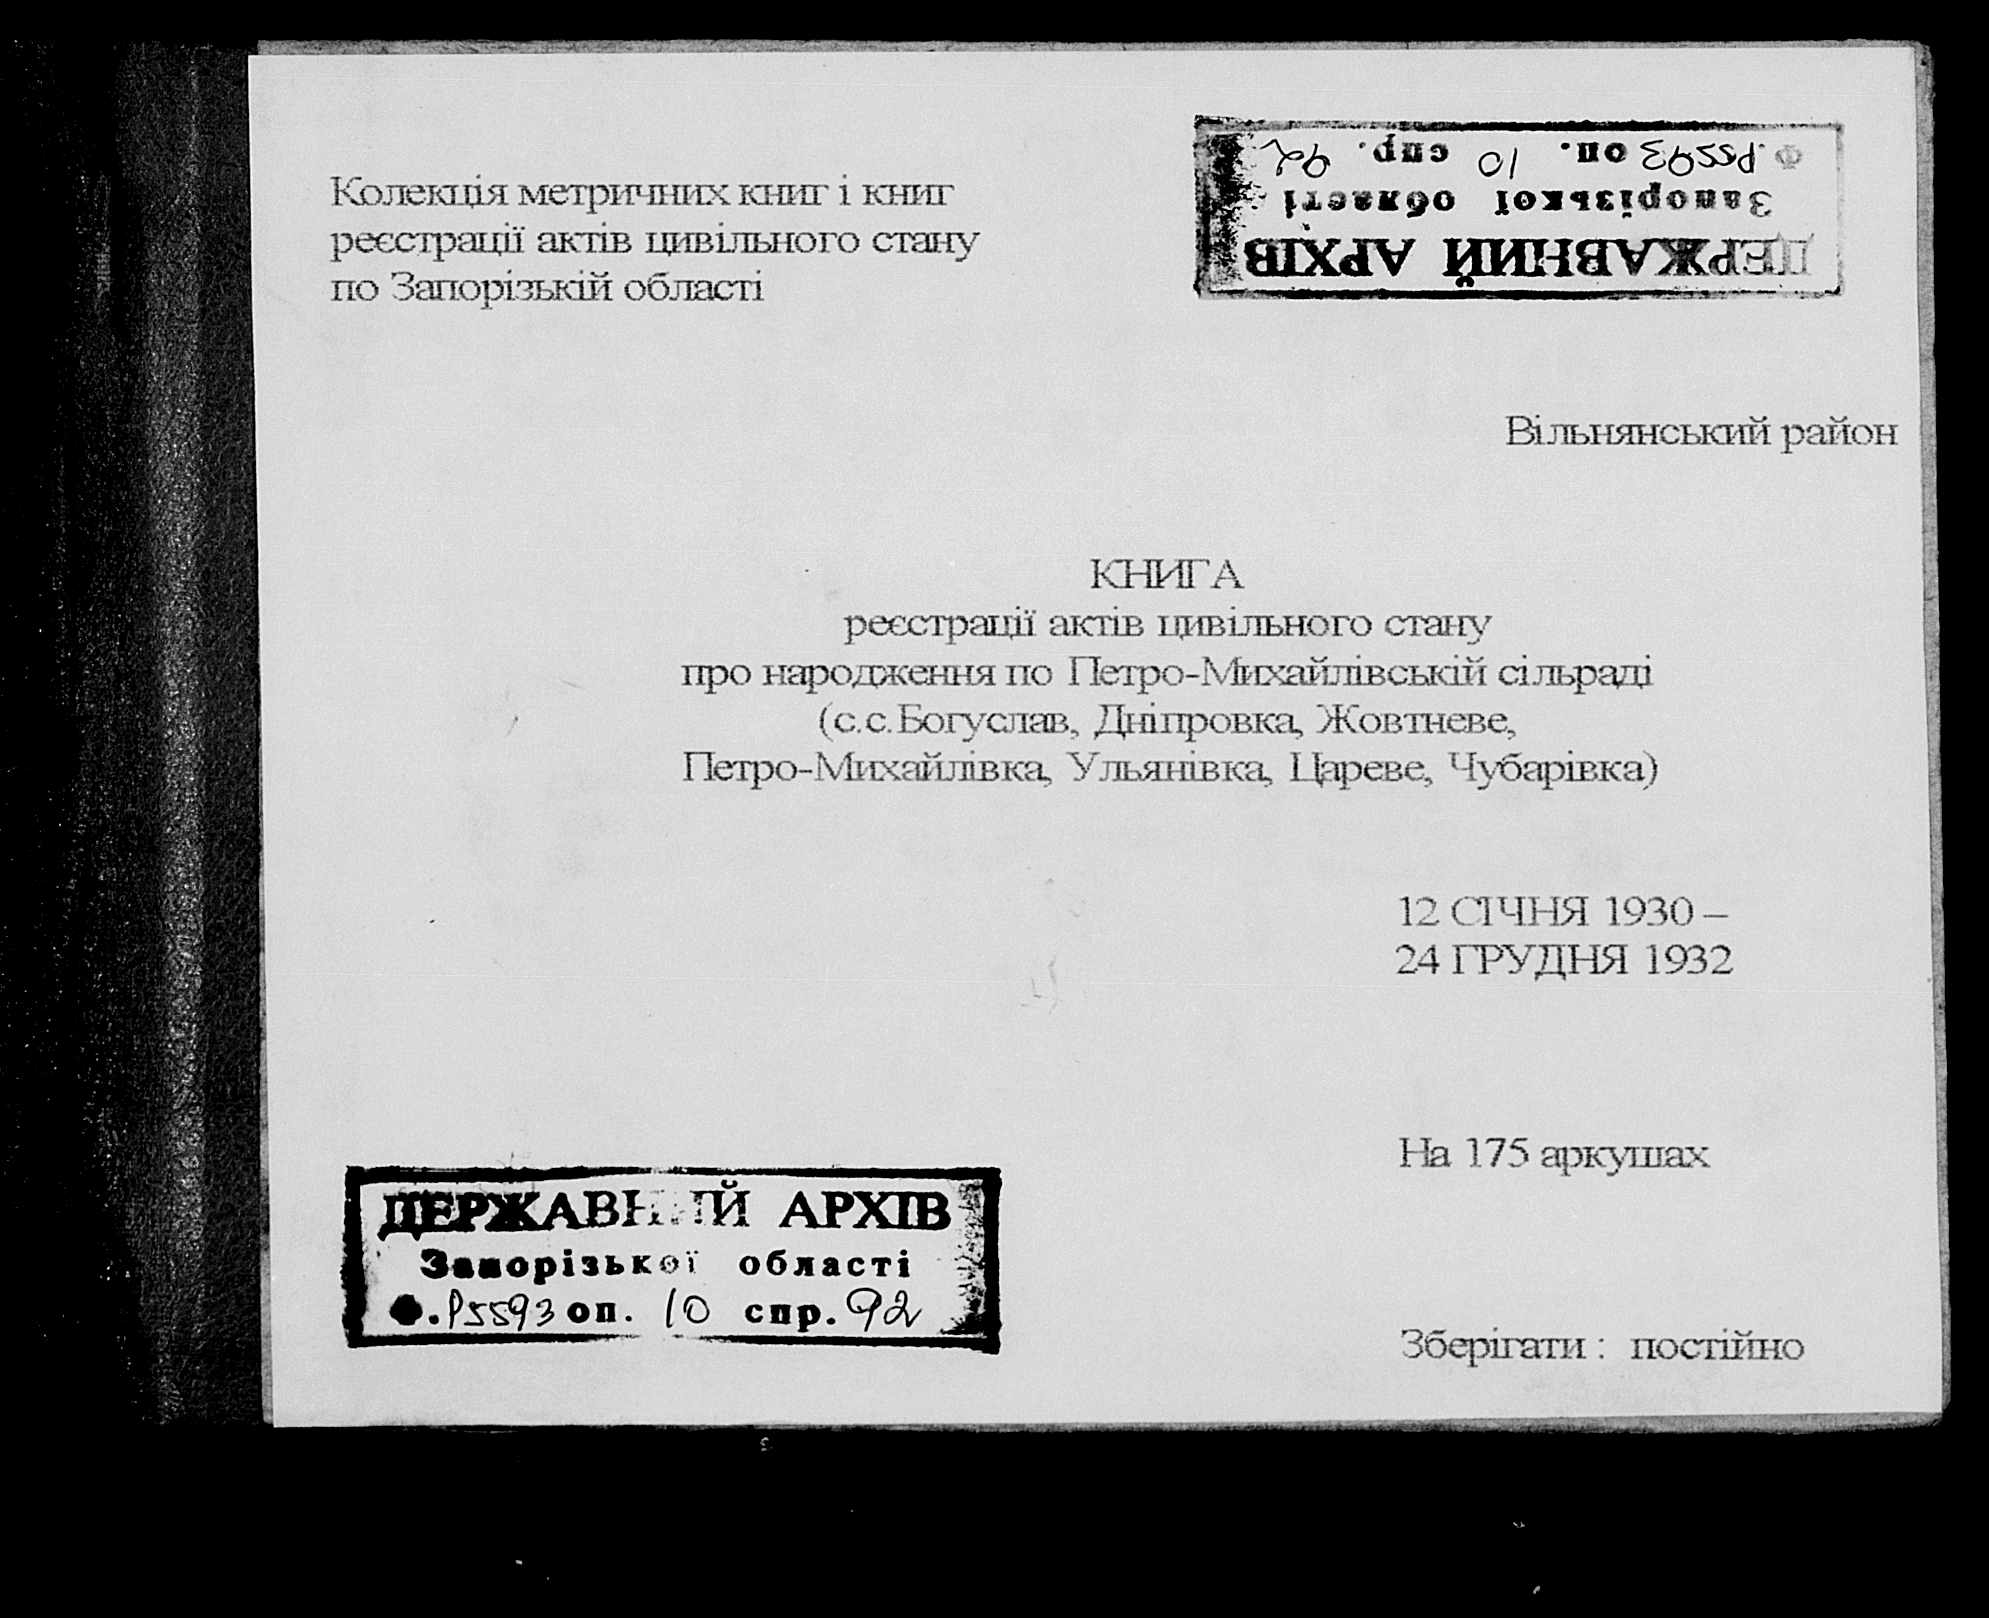 Колекція метричних книг і книг
реєстрації актів цивільного стану
по Запорізькій області
ДЕРЖАВНИЙ АРХІВ
Запорізької області
Ф. Р5593 оп. 10 спр. 92
Вільнянський район
КНИГА
реєстрації актів цивільного стану
про народження по Петро-Михайлівській сільраді
(с.с.Богуслав, Дніпровка, Жовтневе,
Петро-Михайлівка, Ульянівка, Цареве, Чубарівка)
12 СІЧНЯ 1930 –
24 ГРУДНЯ 1932
На 175 аркушах
ДЕРЖАВНИЙ АРХІВ
Запорізької області
Ф. Р5593 оп. 10 спр. 92
Зберігати : постійно